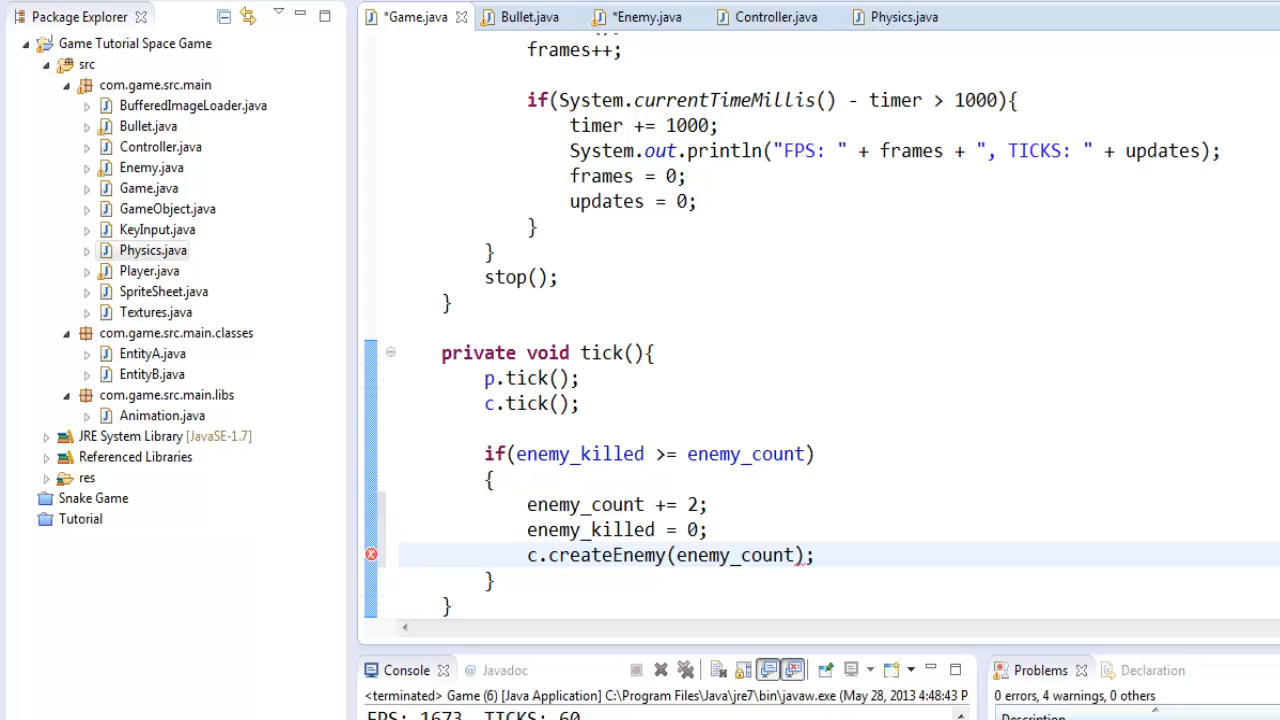 Package Explorer
*Game.java
Bullet.java
*Enemy.java
Controller.java
Physics.java
Game Tutorial Space Game
src
com.game.src.main
BufferedImageLoader.java
Bullet.java
Controller.java
Enemy.java
Game.java
GameObject.java
KeyInput.java
Physics.java
Player.java
SpriteSheet.java
Textures.java
com.game.src.main.classes
EntityA.java
EntityB.java
com.game.src.main.libs
Animation.java
JRE System Library [JavaSE-1.7]
Referenced Libraries
res
Snake Game
Tutorial
frames++;
if(System.currentTimeMillis() - timer > 1000){
timer += 1000;
System.out.println("FPS: " + frames + ", TICKS: " + updates);
frames = 0;
updates = 0;
}
}
stop();
}
private void tick(){
p.tick();
c.tick();
if(enemy_killed >= enemy_count)
{
enemy_count += 2;
enemy_killed = 0;
c.createEnemy(enemy_count);
}
}
Console
@ Javadoc
<terminated> Game (6) [Java Application] C:\Program Files\Java\jre7\bin\javaw.exe (May 28, 2013 4:48:43 P
FPS: 1673, TICKS: 60
Problems
Declaration
0 errors, 4 warnings, 0 others
Description